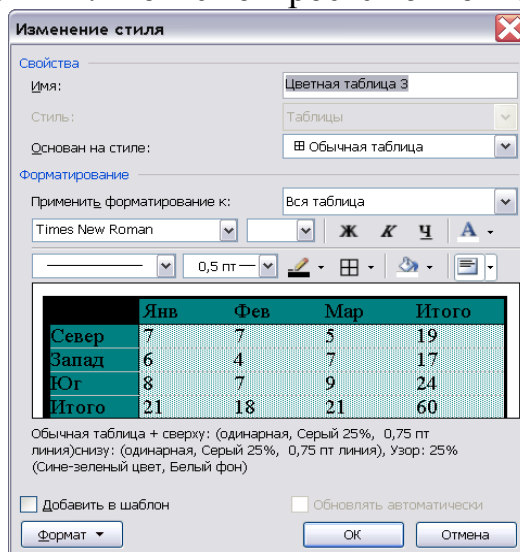 Изменение стиля
Свойства
Имя: Цветная таблица 3
Стиль: Таблицы
Основан на стиле: Обычная таблица
Форматирование
Применить форматирование к: Вся таблица
Times New Roman Ж К Ч А
0,5 пт
Янв Фев Мар Итого
Север 7 7 5 19
Запад 6 4 7 17
Юг 8 7 9 24
Итого 21 18 21 60
Обычная таблица + сверху: (одинарная, Серый 25%, 0,75 пт
линия)снизу: (одинарная, Серый 25%, 0,75 пт линия), Узор: 25%
(Сине-зеленый цвет, Белый фон)
Добавить в шаблон Обновлять автоматически
Формат ОК Отмена